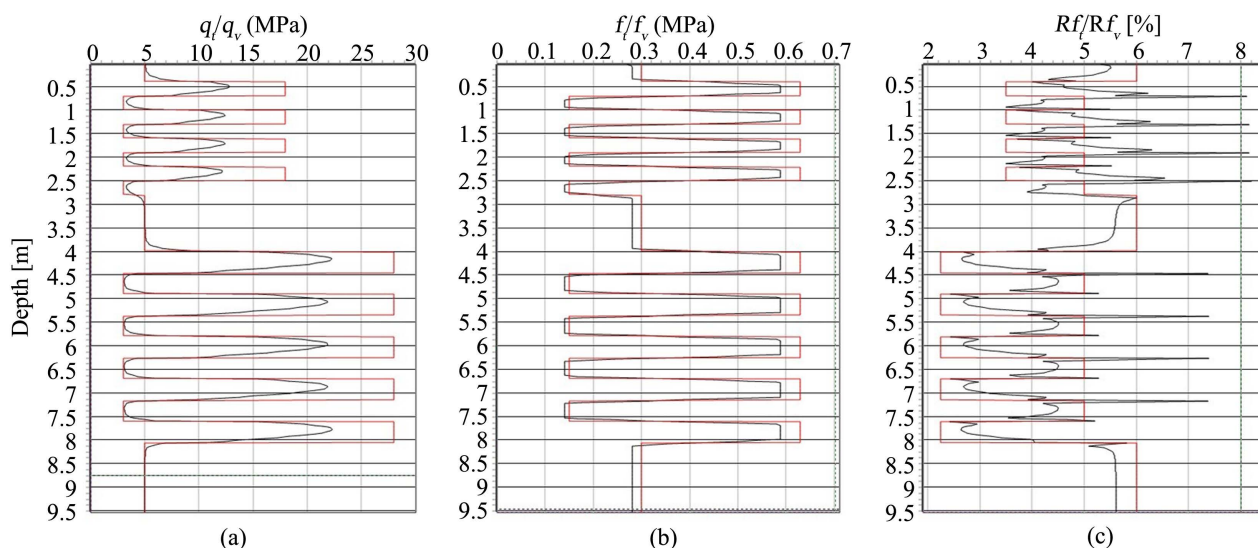 q_t/q_v (MPa)
0 5 10 15 20 25 30
f_t/f_v (MPa)
0 0.1 0.2 0.3 0.4 0.5 0.6 0.7
Rf_t/Rf_v [%]
2 3 4 5 6 7 8
Depth [m]
0.5 0.5 0.5
1 1 1
1.5 1.5 1.5
2 2 2
2.5 2.5 2.5
3 3 3
3.5 3.5 3.5
4 4 4
4.5 4.5 4.5
5 5 5
5.5 5.5 5.5
6 6 6
6.5 6.5 6.5
7 7 7
7.5 7.5 7.5
8 8 8
8.5 8.5 8.5
9 9 9
9.5 9.5 9.5
(a) (b) (c)